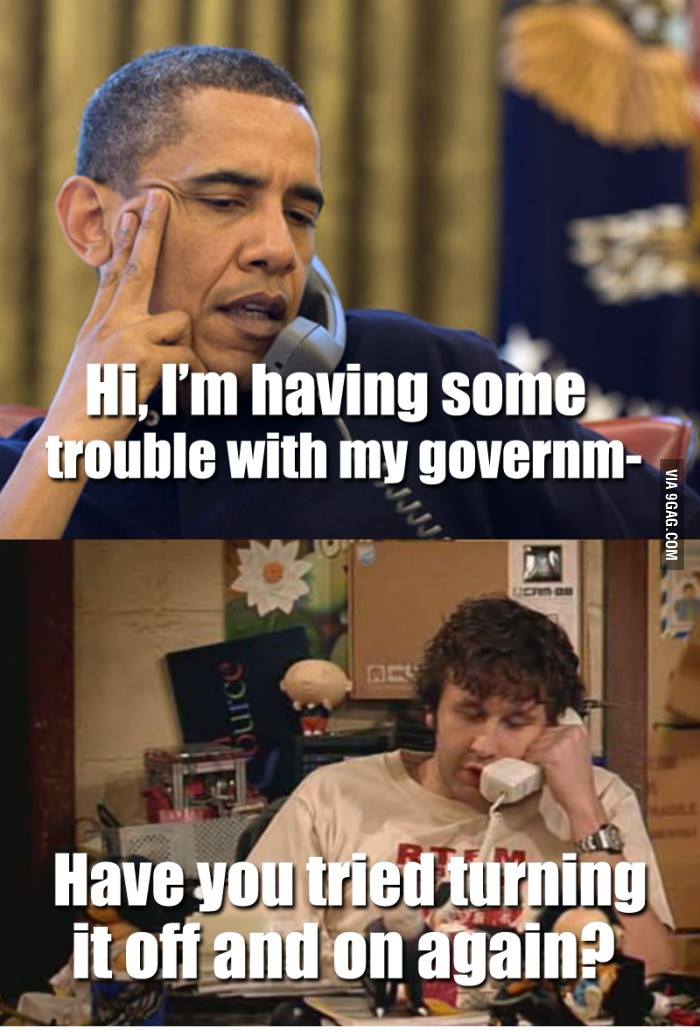 Hi, I'm having some
trouble with my governm-
VIA 9GAG.COM
Have you tried turning
it off and on again?